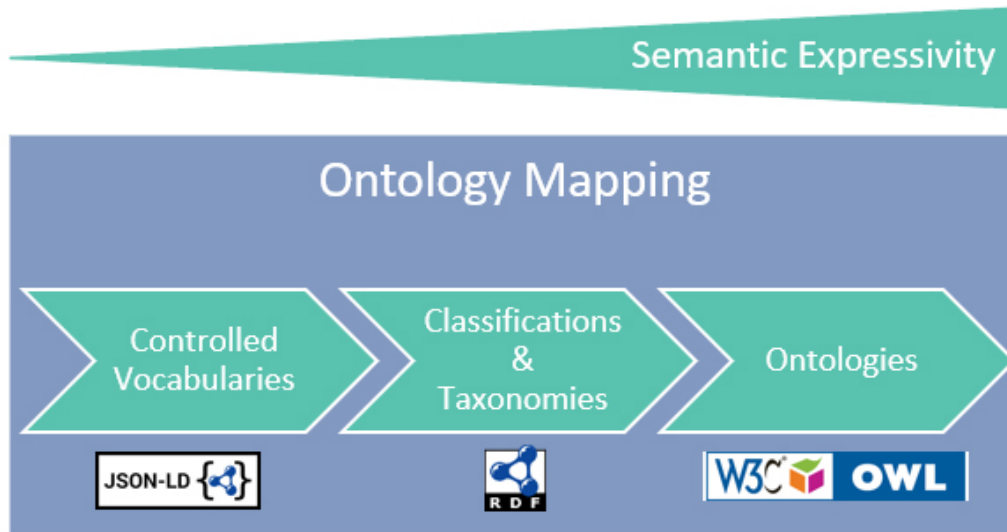 Semantic Expressivity
Ontology Mapping
Controlled
Vocabularies
Classifications
&
Taxonomies
Ontologies
JSON-LD {}
RDF
W3C® OWL